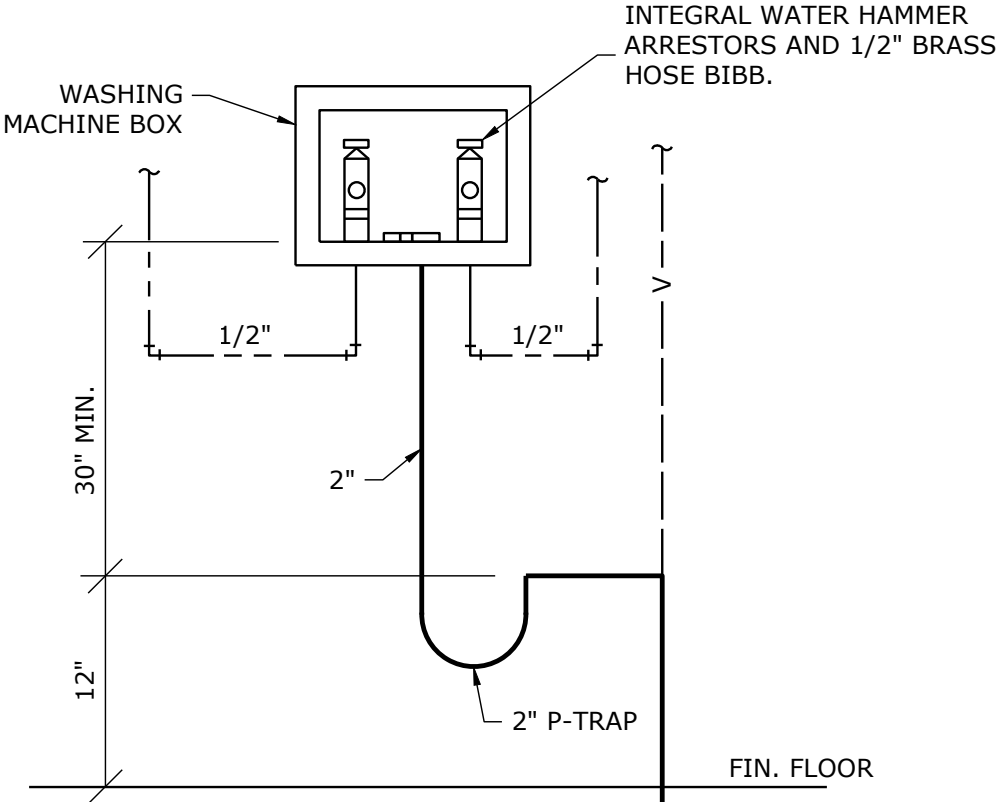 INTEGRAL WATER HAMMER
ARRESTORS AND 1/2" BRASS
HOSE BIBB.
WASHING
MACHINE BOX
V
1/2"
1/2"
30" MIN.
2"
12"
2" P-TRAP
FIN. FLOOR